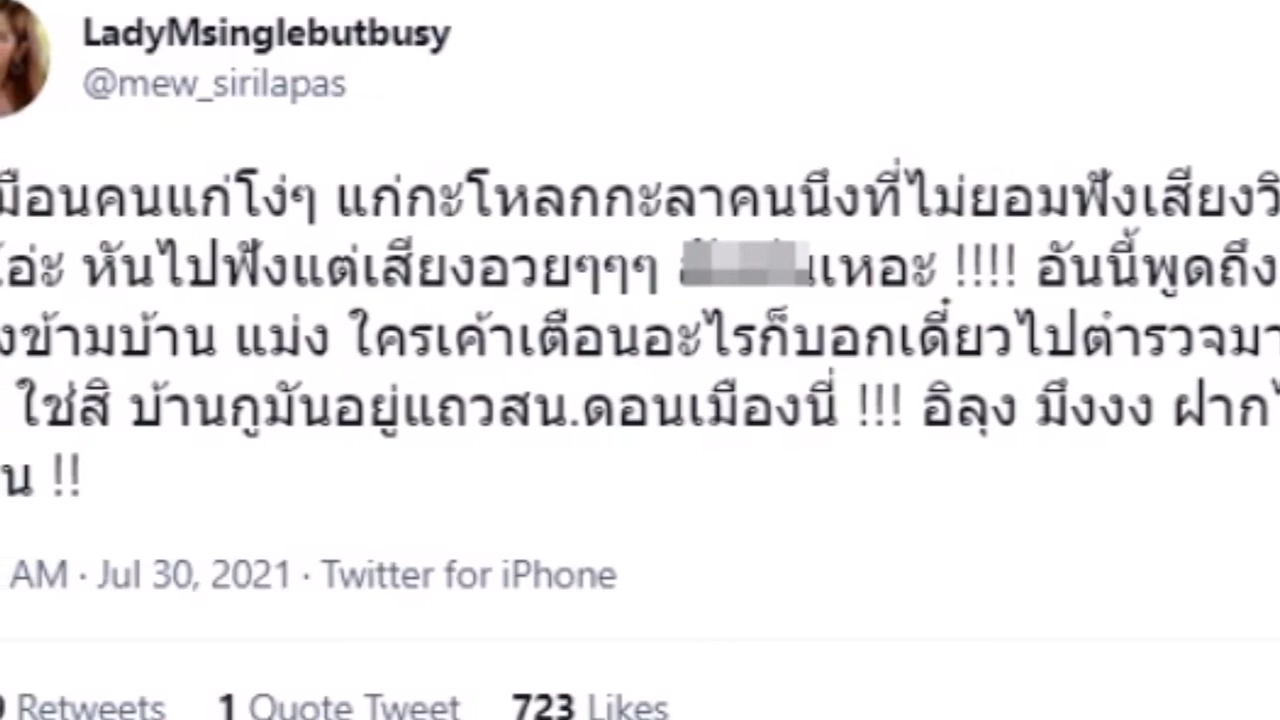 LadyMsinglebutbusy
@mew_sirilapas
มือนคนแก่โง่ๆ แก่กะโหลกกะลาคนนึงที่ไม่ยอมฟังเสียงวิ
อ่ะ หันไปฟังแต่เสียงอวยๆๆๆ นเหอะ !!!! อันนี้พูดถึง
งข้ามบ้าน แม่ง ใครเค้าเตือนอะไรก็บอกเดี๋ยวไปตำรวจมา
ใช่สิ บ้านกูมันอยู่แถวสน.ดอนเมืองนี่ !!! อิลุง มึงงง ฝาก
น !!
AM · Jul 30, 2021 · Twitter for iPhone
Retweets 1 Quote Tweet 723 Likes